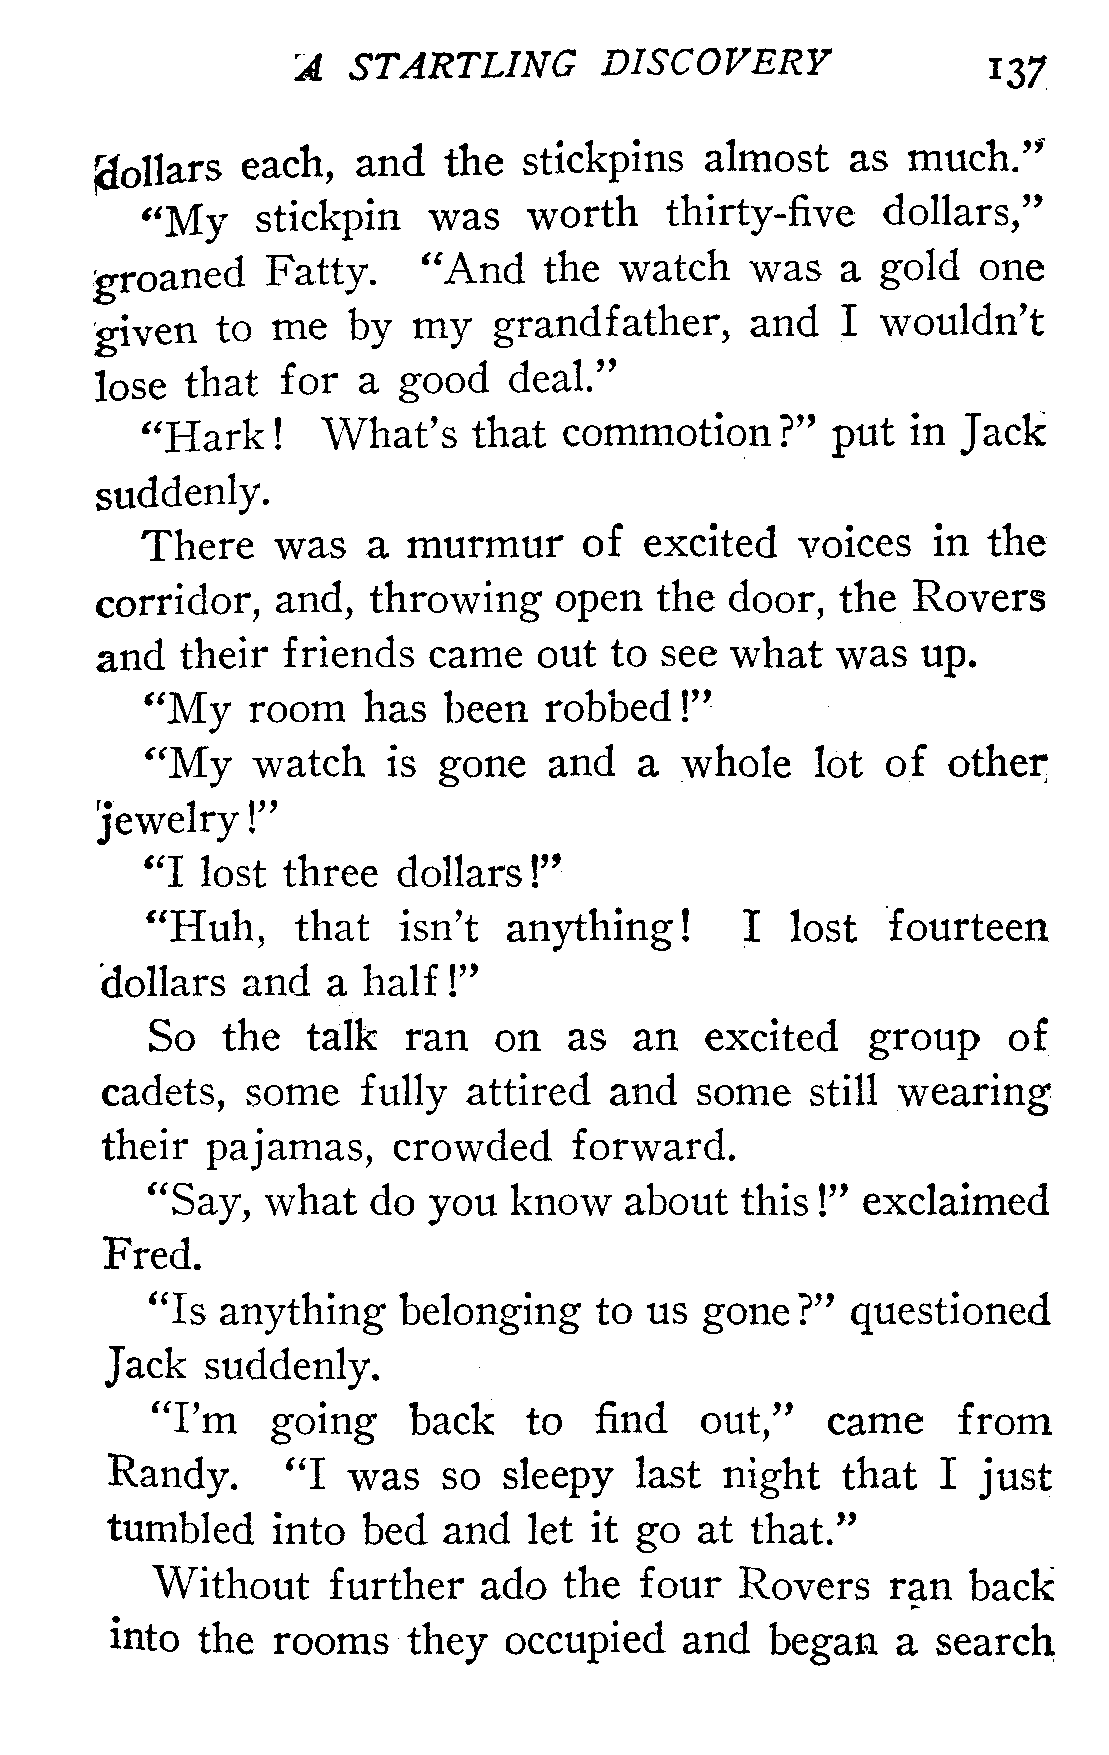 A STARTLING DISCOVERY 137
dollars each, and the stickpins almost as much."
"My stickpin was worth thirty-five dollars,"
groaned Fatty. "And the watch was a gold one
given to me by my grandfather, and I wouldn't
lose that for a good deal."
"Hark! What's that commotion?" put in Jack
suddenly.
There was a murmur of excited voices in the
corridor, and, throwing open the door, the Rovers
and their friends came out to see what was up.
"My room has been robbed!"
"My watch is gone and a whole lot of other
jewelry!"
"I lost three dollars!"
"Huh, that isn't anything! I lost fourteen
dollars and a half!"
So the talk ran on as an excited group of
cadets, some fully attired and some still wearing
their pajamas, crowded forward.
"Say, what do you know about this!" exclaimed
Fred.
"Is anything belonging to us gone?" questioned
Jack suddenly.
"I'm going back to find out," came from
Randy. "I was so sleepy last night that I just
tumbled into bed and let it go at that."
Without further ado the four Rovers ran back
into the rooms they occupied and began a search